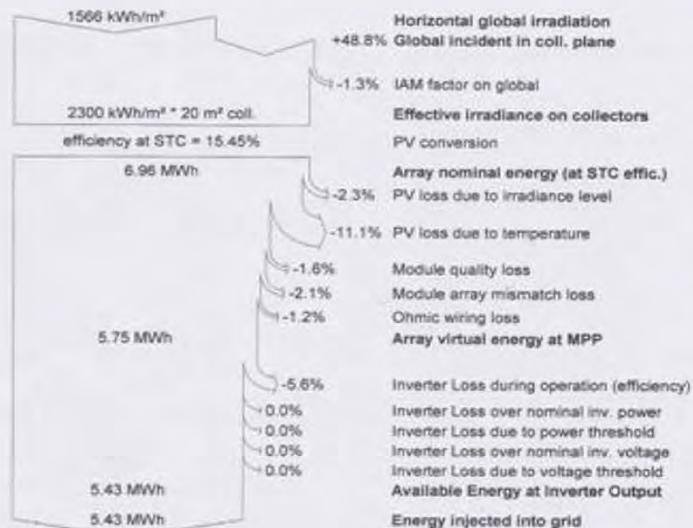 1566 kWh/m² Horizontal global irradiation
+48.8% Global incident in coll. plane
-1.3% IAM factor on global
2300 kWh/m² * 20 m² coll. Effective irradiance on collectors
efficiency at STC = 15.45% PV conversion
6.96 MWh Array nominal energy (at STC effic.)
-2.3% PV loss due to irradiance level
-11.1% PV loss due to temperature
-1.6% Module quality loss
-2.1% Module array mismatch loss
-1.2% Ohmic wiring loss
5.75 MWh Array virtual energy at MPP
-5.6% Inverter Loss during operation (efficiency)
0.0% Inverter Loss over nominal inv. power
0.0% Inverter Loss due to power threshold
0.0% Inverter Loss over nominal inv. voltage
0.0% Inverter Loss due to voltage threshold
5.43 MWh Available Energy at Inverter Output
5.43 MWh Energy injected into grid